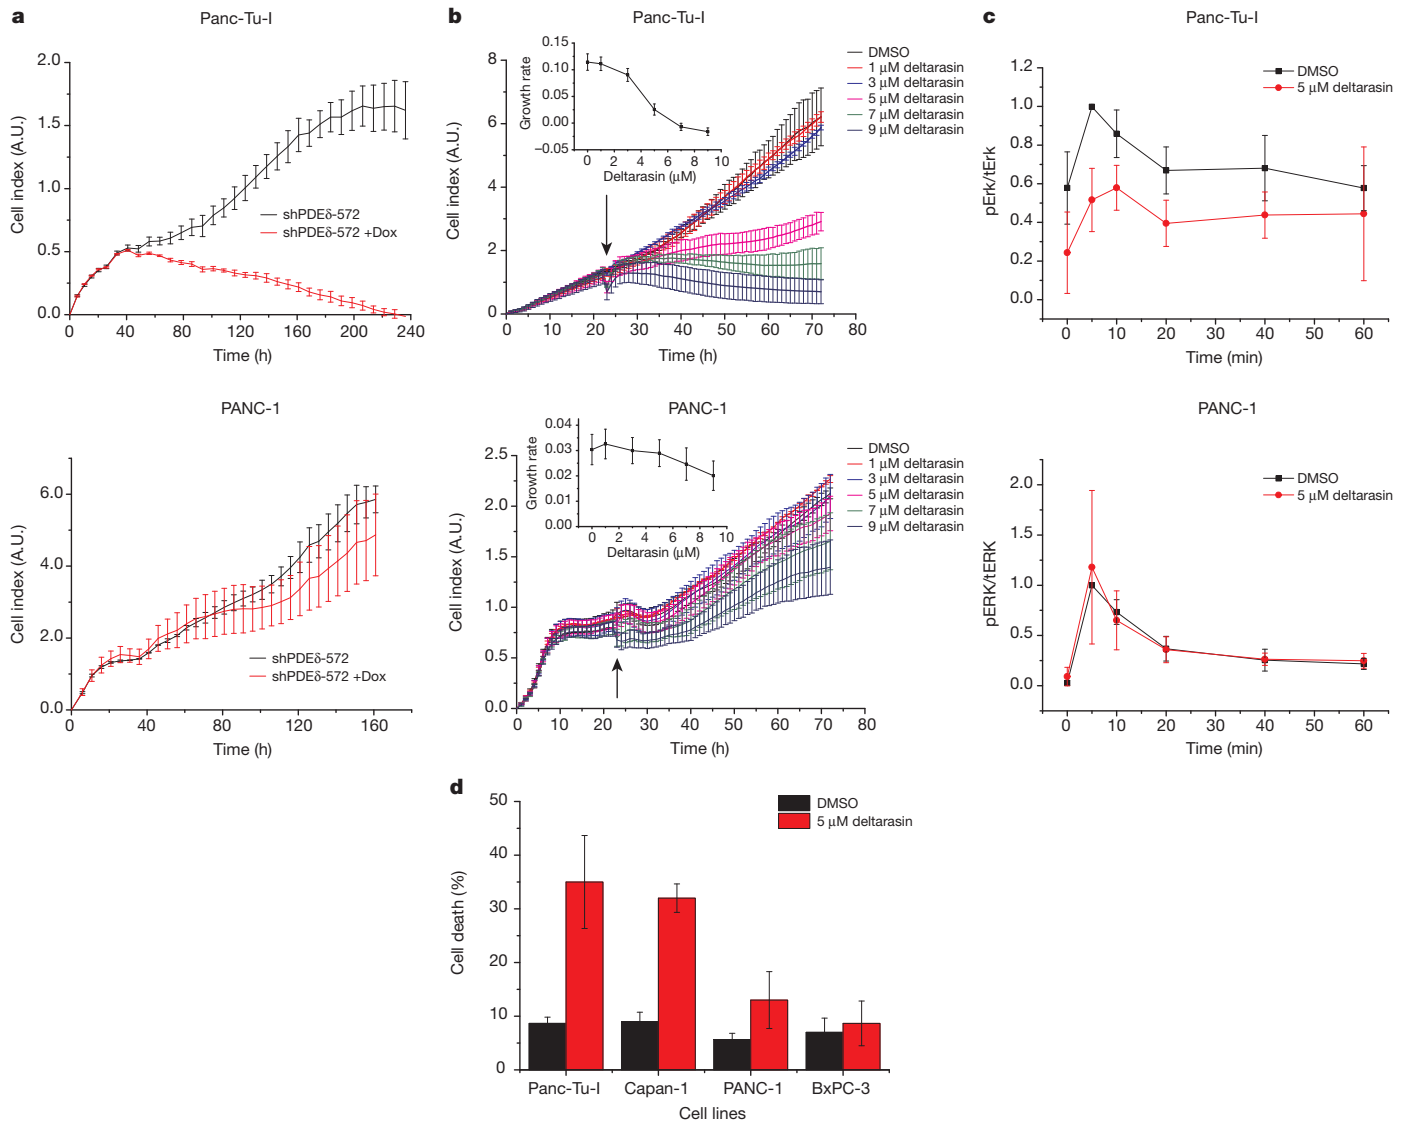 a
Panc-Tu-I
2.0
1.5
1.0
0.5
0.0
Cell index (A.U.)
shPDEδ-572
shPDEδ-572 +Dox
0 40 80 120 160 200 240
Time (h)
PANC-1
6.0
4.0
2.0
0.0
Cell index (A.U.)
shPDEδ-572
shPDEδ-572 +Dox
0 40 80 120 160
Time (h)
b
Panc-Tu-I
8
6
4
2
0
Cell index (A.U.)
0.15
0.10
0.05
0.00
−0.05
Growth rate
0 2 4 6 8 10
Deltarasin (μM)
DMSO
1 μM deltarasin
3 μM deltarasin
5 μM deltarasin
7 μM deltarasin
9 μM deltarasin
0 10 20 30 40 50 60 70 80
Time (h)
PANC-1
2.5
2.0
1.5
1.0
0.5
0.0
Cell index (A.U.)
0.04
0.03
0.02
0.01
0.00
Growth rate
0 2 4 6 8 10
Deltarasin (μM)
DMSO
1 μM deltarasin
3 μM deltarasin
5 μM deltarasin
7 μM deltarasin
9 μM deltarasin
0 10 20 30 40 50 60 70 80
Time (h)
c
Panc-Tu-I
1.2
1.0
0.8
0.6
0.4
0.2
0.0
pErk/tErk
DMSO
5 μM deltarasin
0 10 20 30 40 50 60
Time (min)
PANC-1
2.0
1.5
1.0
0.5
0.0
pERK/tERK
DMSO
5 μM deltarasin
0 10 20 30 40 50 60
Time (min)
d
50
40
30
20
10
0
Cell death (%)
DMSO
5 μM deltarasin
Panc-Tu-I Capan-1 PANC-1 BxPC-3
Cell lines